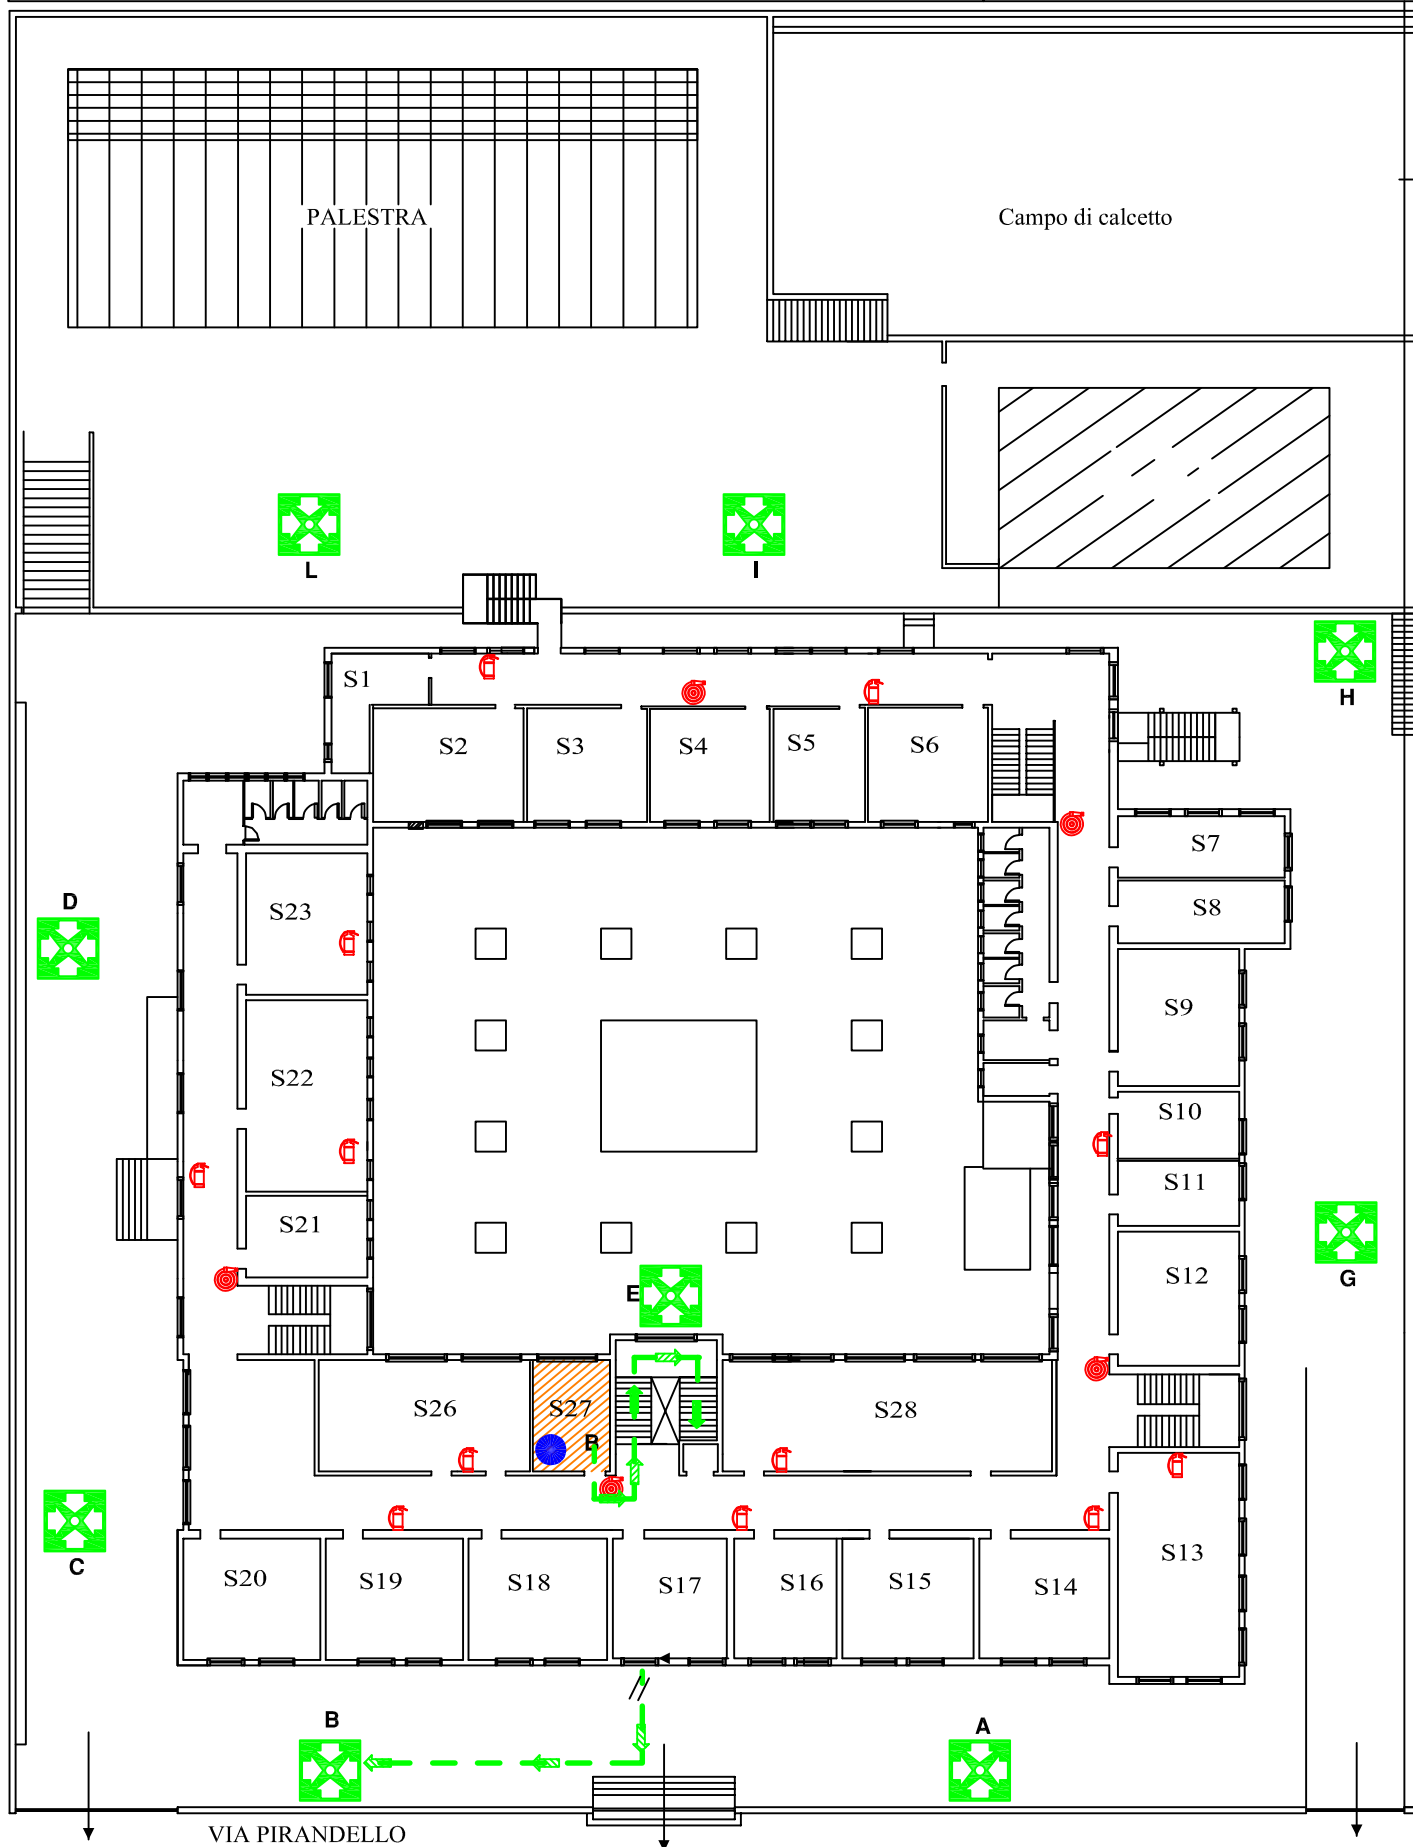 PALESTRA
Campo di calcetto
L
I
H
S1
S2
S3
S4
S5
S6
S7
S8
D
S23
S9
S22
S10
S11
S21
G
S12
E
S26
S27
S28
B
C
S20
S19
S18
S17
S16
S15
S14
S13
B
A
VIA PIRANDELLO